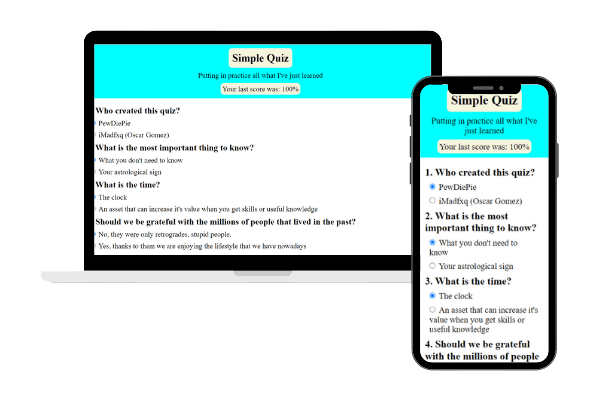 Simple Quiz
Putting in practice all what I've just learned
Your last score was: 100%
Who created this quiz?
PewDiePie
iMadfxq (Oscar Gomez)
What is the most important thing to know?
What you don't need to know
Your astrological sign
What is the time?
The clock
An asset that can increase it's value when you get skills or useful knowledge
Should we be grateful with the millions of people that lived in the past?
No, they were only retrogrades, stupid people.
Yes, thanks to them we are enjoying the lifestyle that we have nowadays
Simple Quiz
Putting in practice all what I've
just learned
Your last score was: 100%
1. Who created this quiz?
PewDiePie
iMadfxq (Oscar Gomez)
2. What is the most
important thing to know?
What you don't need to
know
Your astrological sign
3. What is the time?
The clock
An asset that can increase it's
value when you get skills or
useful knowledge
4. Should we be grateful
with the millions of people